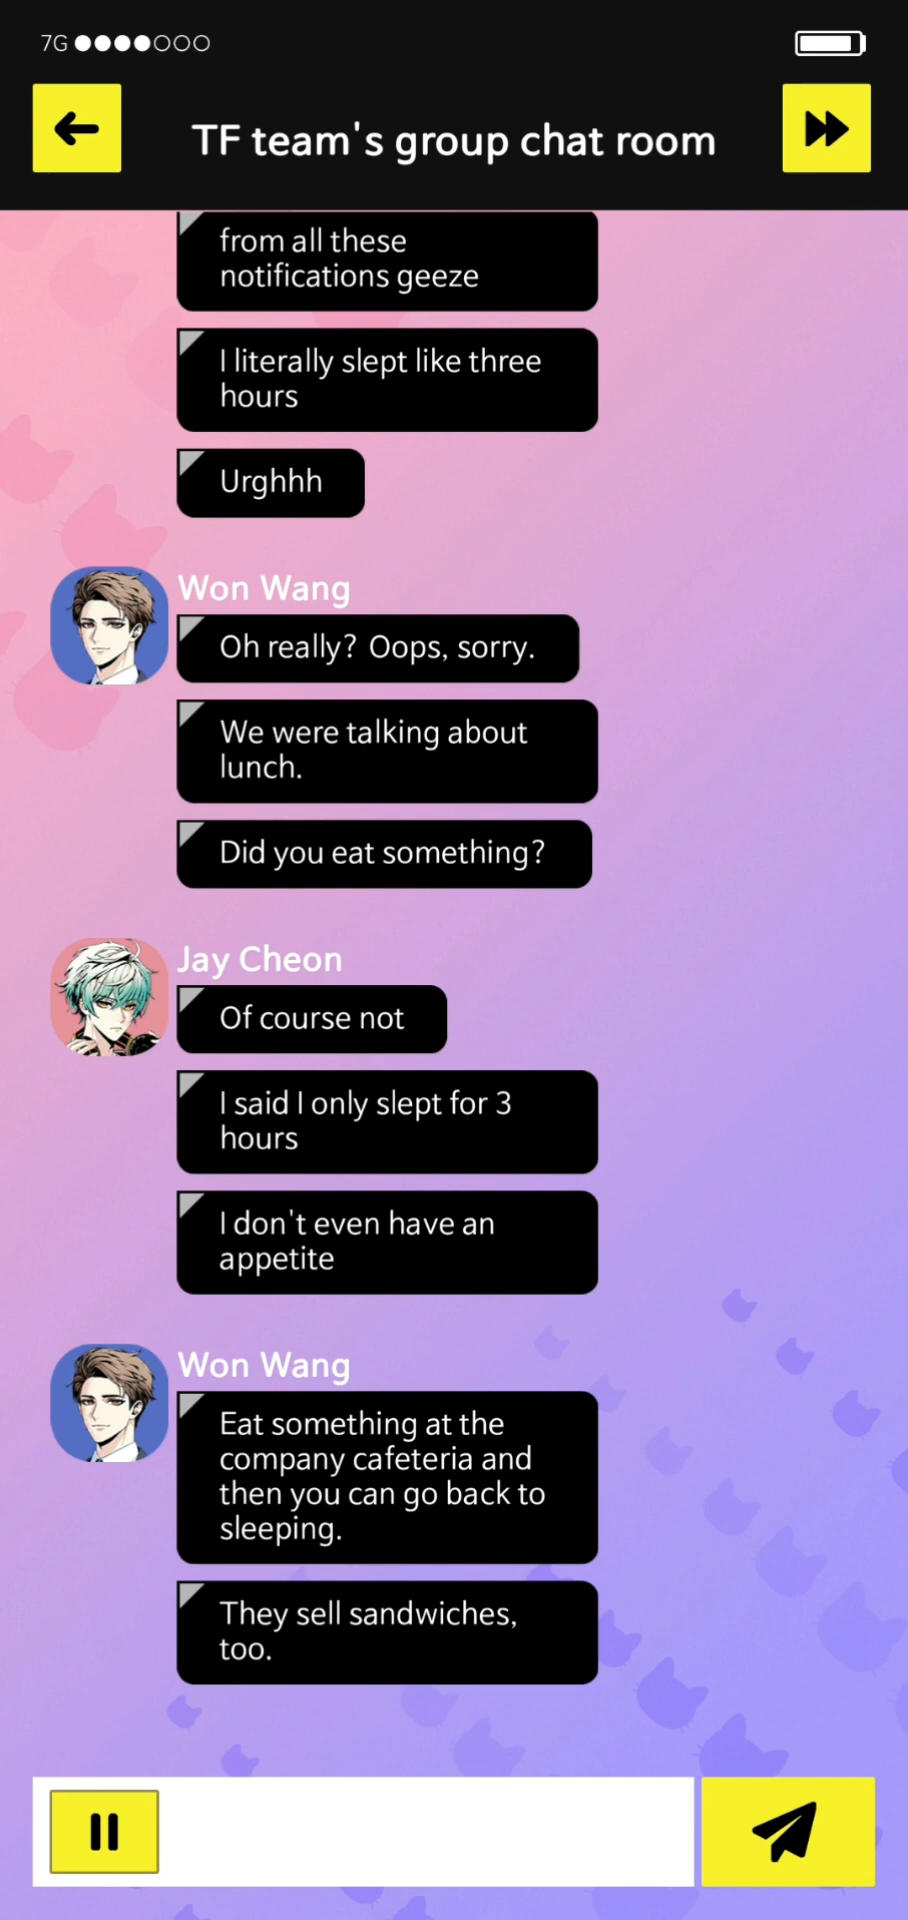 7G
TF team's group chat room
from all these
notifications geeze
I literally slept like three
hours
Urghhh
Won Wang
Oh really? Oops, sorry.
We were talking about
lunch.
Did you eat something?
Jay Cheon
Of course not
I said I only slept for 3
hours
I don't even have an
appetite
Won Wang
Eat something at the
company cafeteria and
then you can go back to
sleeping.
They sell sandwiches,
too.